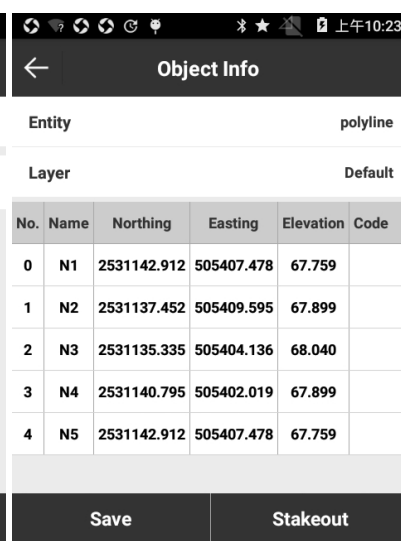 上午10:23
Object Info
Entity polyline
Layer Default
No. Name Northing Easting Elevation Code
0 N1 2531142.912 505407.478 67.759
1 N2 2531137.452 505409.595 67.899
2 N3 2531135.335 505404.136 68.040
3 N4 2531140.795 505402.019 67.899
4 N5 2531142.912 505407.478 67.759
Save Stakeout